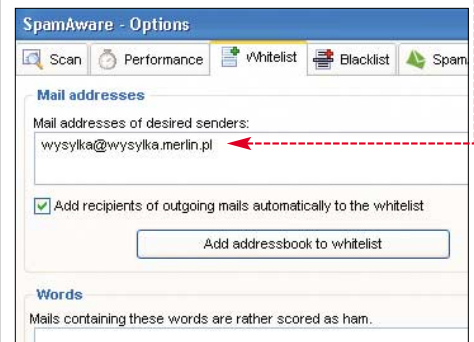 SpamAware - Options
Scan Performance Whitelist Blacklist Spam
Mail addresses
Mail addresses of desired senders:
wysylka@wysylka.merlin.pl
Add recipients of outgoing mails automatically to the whitelist
Add addressbook to whitelist
Words
Mails containing these words are rather scored as ham.